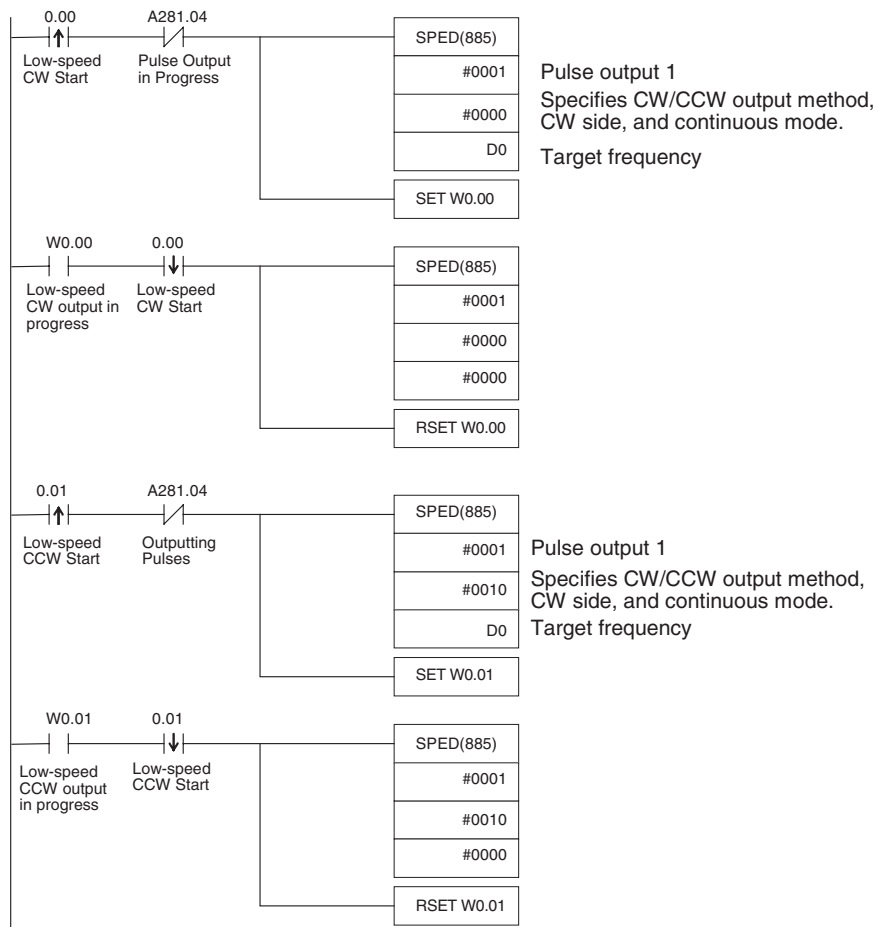 0.00 A281.04
Low-speed CW Start
Pulse Output in Progress
SPED(885)
#0001 Pulse output 1
#0000 Specifies CW/CCW output method,
CW side, and continuous mode.
D0 Target frequency
SET W0.00
W0.00 0.00
Low-speed CW output in progress
Low-speed CW Start
SPED(885)
#0001
#0000
#0000
RSET W0.00
0.01 A281.04
Low-speed CCW Start
Outputting Pulses
SPED(885)
#0001 Pulse output 1
#0010 Specifies CW/CCW output method,
CW side, and continuous mode.
D0 Target frequency
SET W0.01
W0.01 0.01
Low-speed CCW output in progress
Low-speed CCW Start
SPED(885)
#0001
#0010
#0000
RSET W0.01